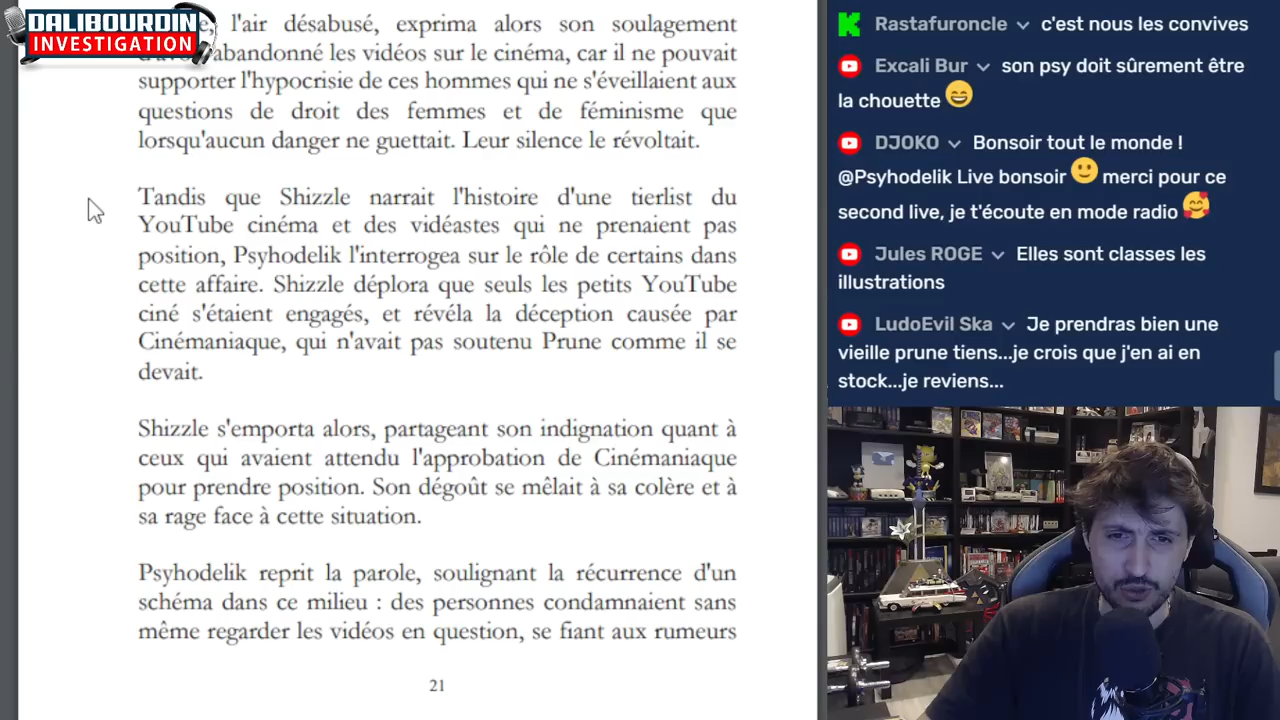 DALIBOURDIN
INVESTIGATION
l'air désabusé, exprima alors son soulagement
abandonné les vidéos sur le cinéma, car il ne pouvait
supporter l'hypocrisie de ces hommes qui ne s'éveillaient aux
questions de droit des femmes et de féminisme que
lorsqu'aucun danger ne guettait. Leur silence le révoltait.
Tandis que Shizzle narrait l'histoire d'une tierlist du
YouTube cinéma et des vidéastes qui ne prenaient pas
position, Psyhodelik l'interrogea sur le rôle de certains dans
cette affaire. Shizzle déplora que seuls les petits YouTube
ciné s'étaient engagés, et révéla la déception causée par
Cinémaniaque, qui n'avait pas soutenu Prune comme il se
devait.
Shizzle s'emporta alors, partageant son indignation quant à
ceux qui avaient attendu l'approbation de Cinémaniaque
pour prendre position. Son dégoût se mêlait à sa colère et à
sa rage face à cette situation.
Psyhodelik reprit la parole, soulignant la récurrence d'un
schéma dans ce milieu : des personnes condamnaient sans
même regarder les vidéos en question, se fiant aux rumeurs
21
Rastafuroncle c'est nous les convives
Excali Bur son psy doit sûrement être
la chouette 😄
DJOKO Bonsoir tout le monde !
@Psyhodelik Live bonsoir 🙂 merci pour ce
second live, je t'écoute en mode radio 🥰
Jules ROGE Elles sont classes les
illustrations
LudoEvil Ska Je prendras bien une
vieille prune tiens...je crois que j'en ai en
stock...je reviens...